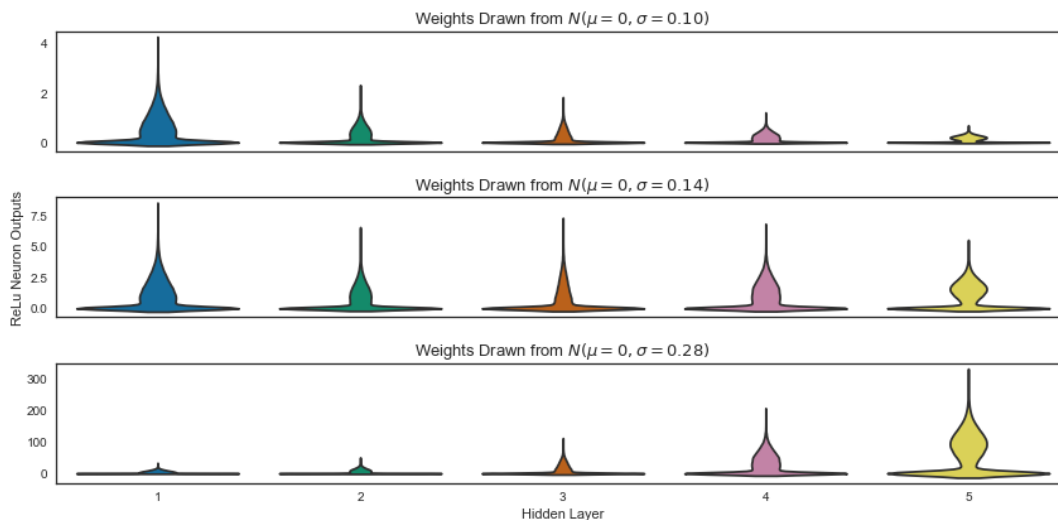 Weights Drawn from N(μ = 0, σ = 0.10)
4
2
0
Weights Drawn from N(μ = 0, σ = 0.14)
ReLu Neuron Outputs
7.5
5.0
2.5
0.0
Weights Drawn from N(μ = 0, σ = 0.28)
300
200
100
0
1 2 3 4 5
Hidden Layer